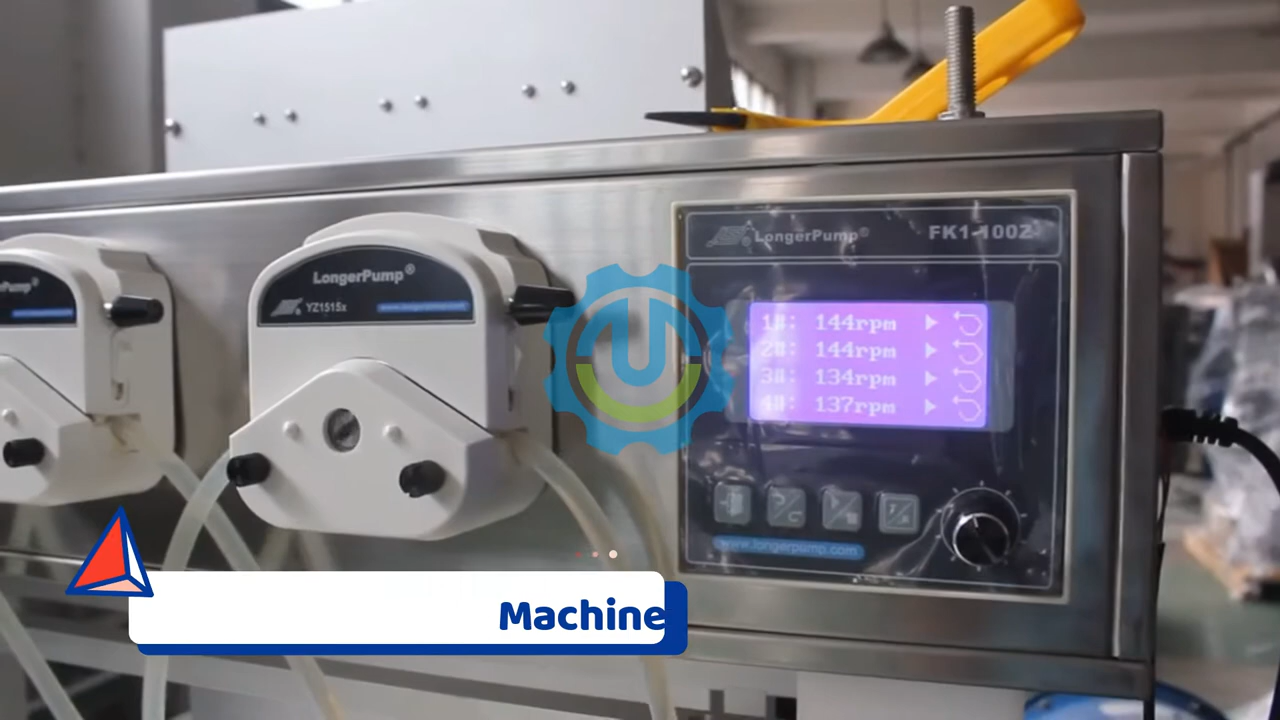 LongerPump®
YZ1515x
www.longerpump.com
LongerPump®
FK1-100Z
1#: 144rpm
2#: 144rpm
3#: 134rpm
4#: 137rpm
www.longerpump.com
Machine